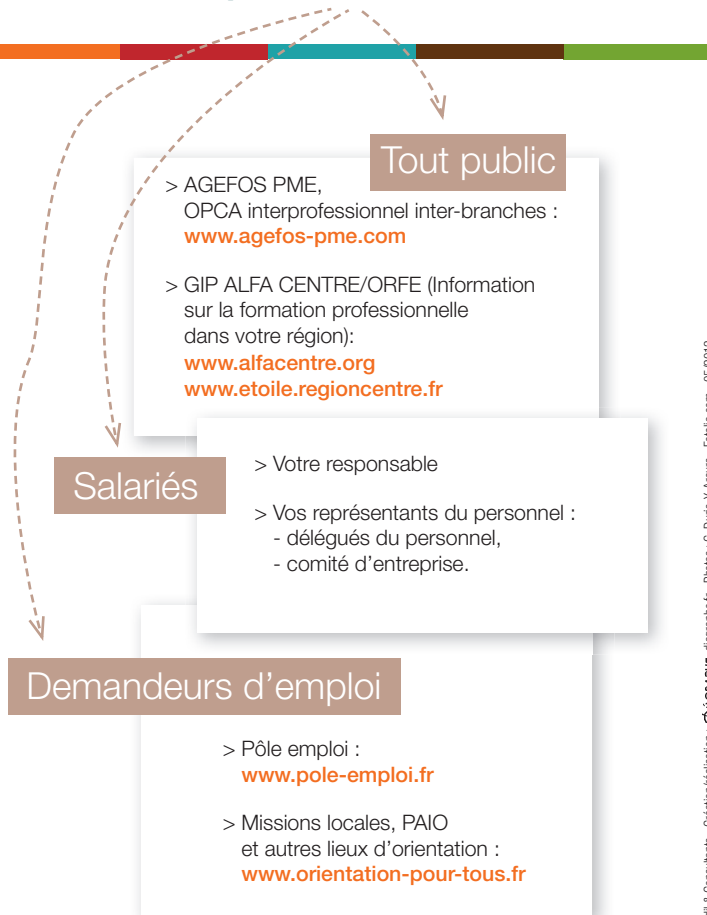 Tout public
> AGEFOS PME,
OPCA interprofessionnel inter-branches :
www.agefos-pme.com
> GIP ALFA CENTRE/ORFE (Information
sur la formation professionnelle
dans votre région):
www.alfacentre.org
www.etoile.regioncentre.fr
Salariés
> Votre responsable
> Vos représentants du personnel :
- délégués du personnel,
- comité d’entreprise.
Demandeurs d’emploi
> Pôle emploi :
www.pole-emploi.fr
> Missions locales, PAIO
et autres lieux d’orientation :
www.orientation-pour-tous.fr